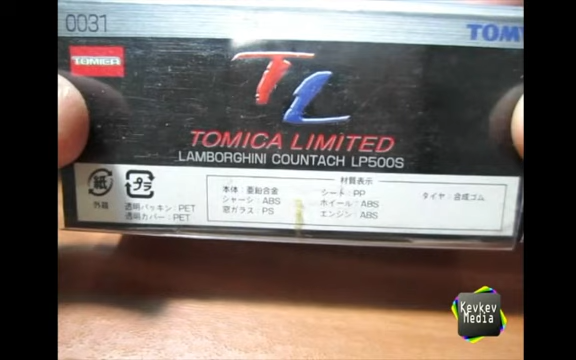 0031
TOMY
TOMICA
TL
TOMICA LIMITED
LAMBORGHINI COUNTACH LP500S
紙
外箱
プラ
透明パッキン:PET
透明カバー:PET
材質表示
本体:亜鉛合金
シャーシ:ABS
窓ガラス:PS
シート:PP
ホイール:ABS
エンジン:ABS
タイヤ:合成ゴム
Kevkev
Media